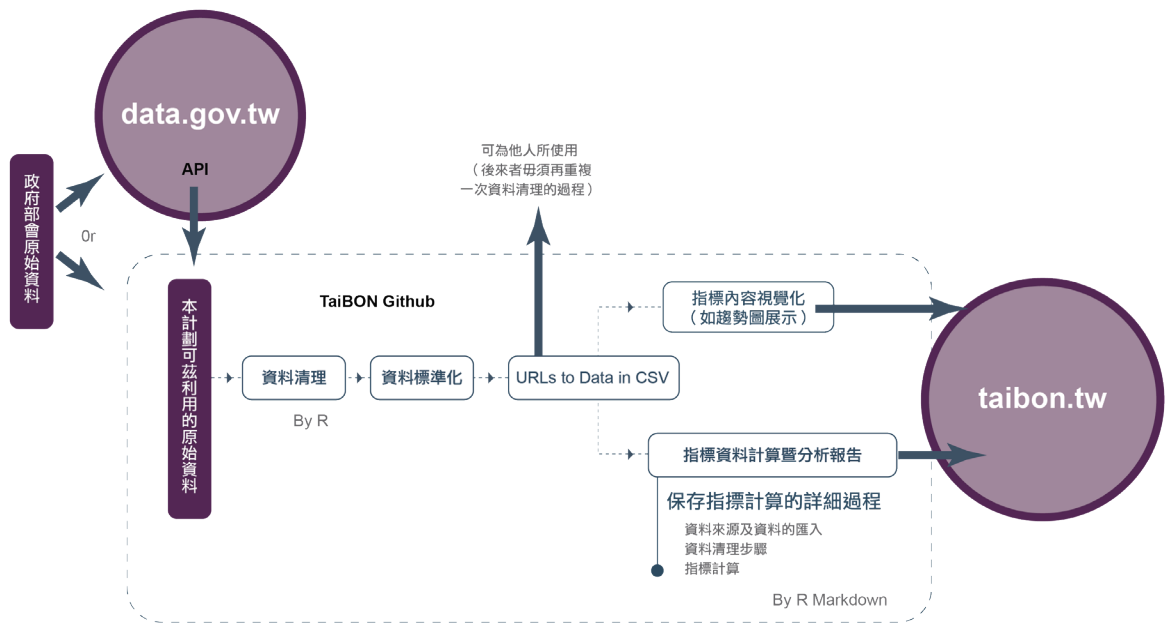 data.gov.tw
API
政府部會原始資料
Or
可為他人所使用
（後來者毋須再重複
一次資料清理的過程）
TaiBON Github
本計劃可茲利用的原始資料
資料清理
By R
資料標準化
URLs to Data in CSV
指標內容視覺化
（如趨勢圖展示）
taibon.tw
指標資料計算暨分析報告
保存指標計算的詳細過程
資料來源及資料的匯入
資料清理步驟
指標計算
By R Markdown